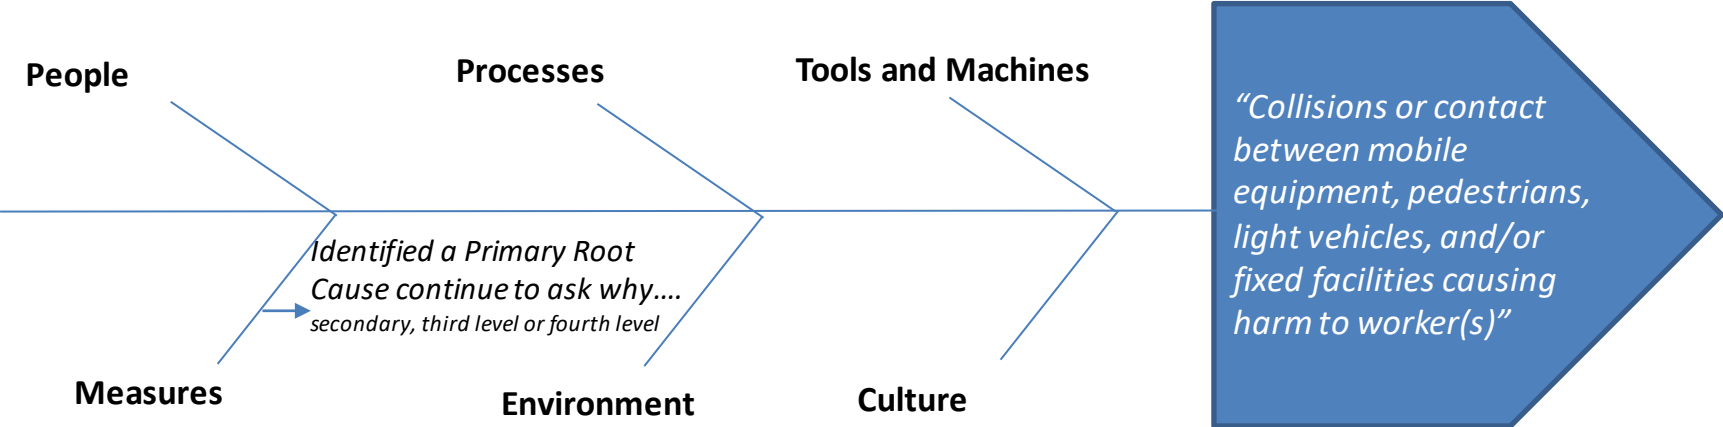 People
Processes
Tools and Machines
“Collisions or contact
between mobile
equipment, pedestrians,
light vehicles, and/or
fixed facilities causing
harm to worker(s)”
Identified a Primary Root
Cause continue to ask why….
secondary, third level or fourth level
Measures
Environment
Culture